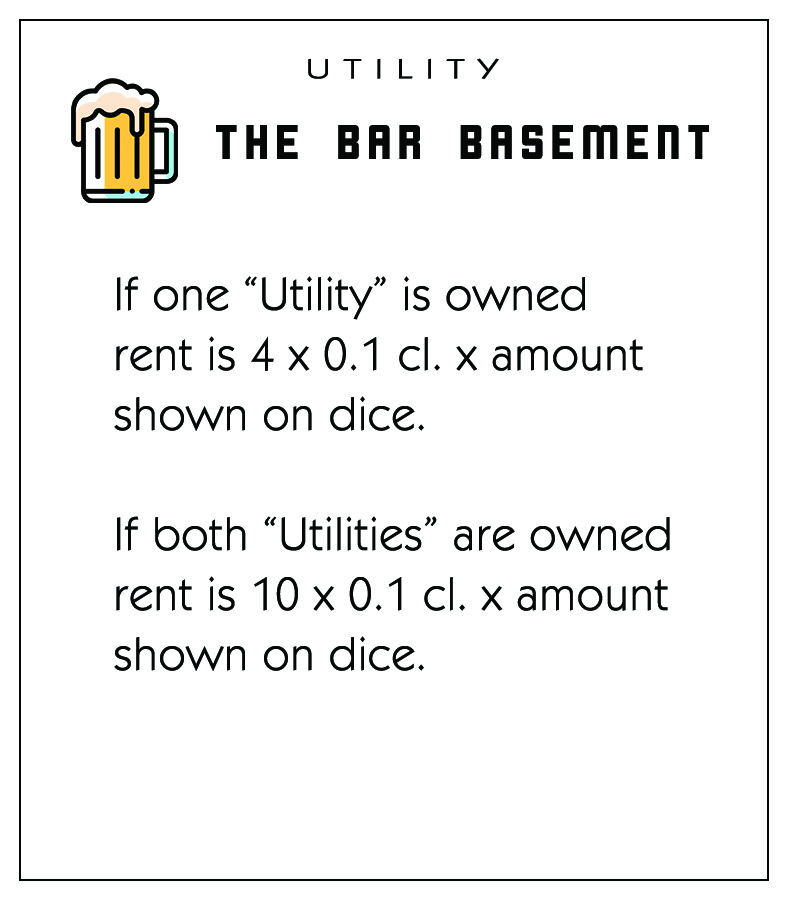 UTILITY
THE BAR BASEMENT
If one “Utility” is owned
rent is 4 x 0.1 cl. x amount
shown on dice.
If both “Utilities” are owned
rent is 10 x 0.1 cl. x amount
shown on dice.